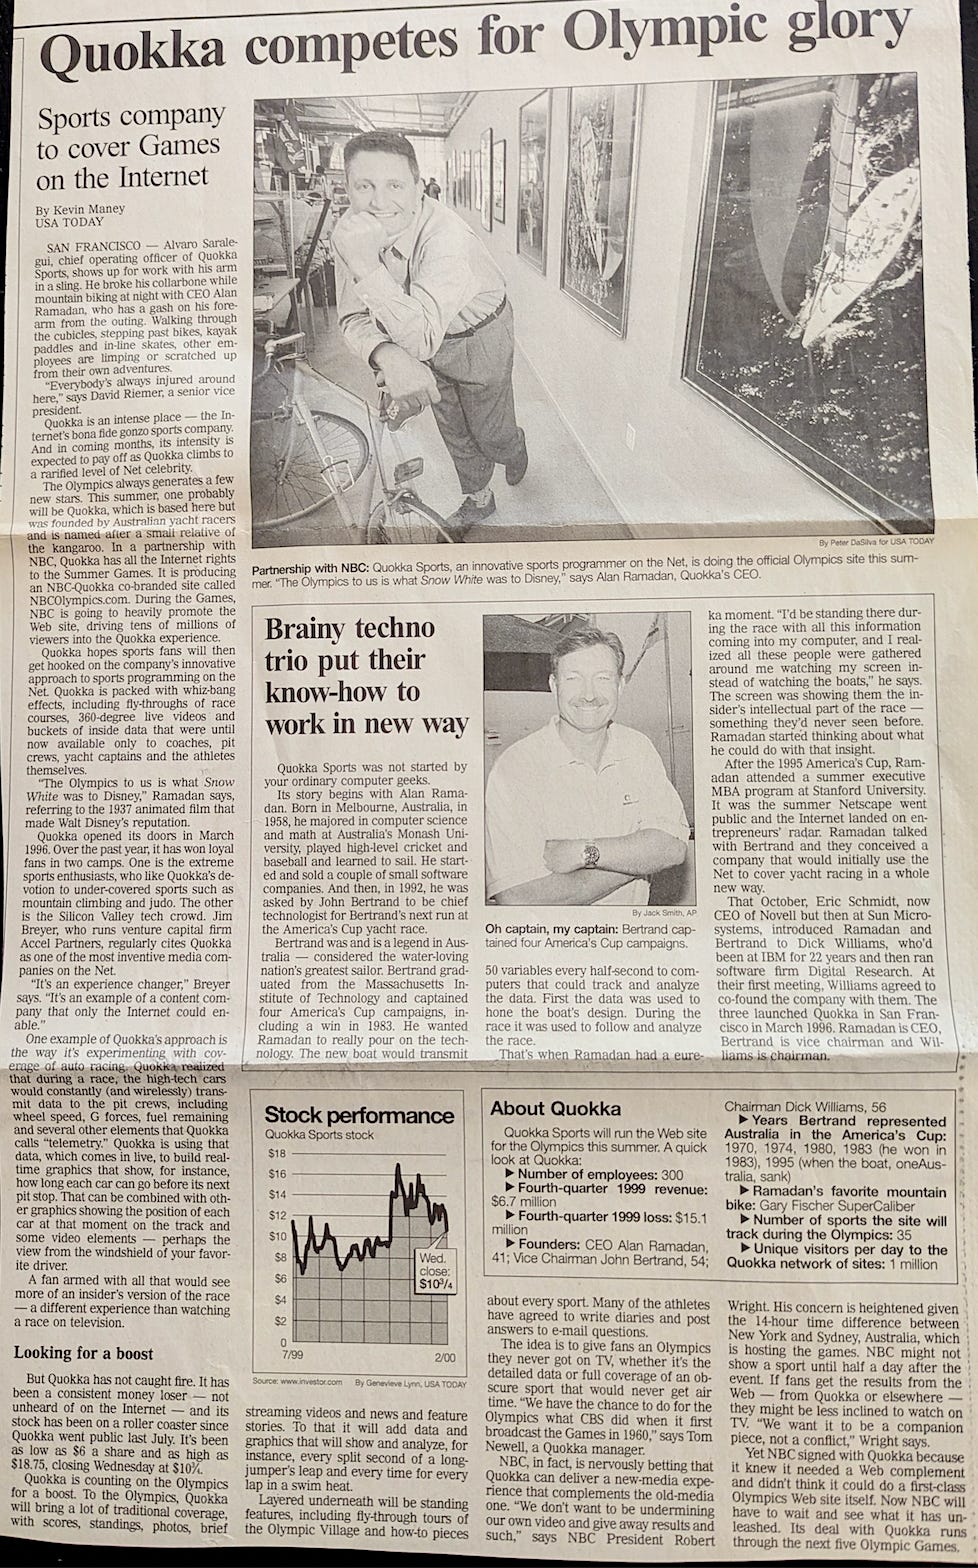 Quokka competes for Olympic glory
Sports company
to cover Games
on the Internet
By Kevin Maney
USA TODAY
SAN FRANCISCO — Alvaro Sarale-
gui, chief operating officer of Quokka
Sports, shows up for work with his arm
in a sling. He broke his collarbone while
mountain biking at night with CEO Alan
Ramadan, who has a gash on his fore-
arm from the outing. Walking through
the cubicles, stepping past bikes, kayak
paddles and in-line skates, other em-
ployees are limping or scratched up
from their own adventures.
"Everybody's always injured around
here," says David Riemer, a senior vice
president.
Quokka is an intense place — the In-
ternet's bona fide gonzo sports company.
And in coming months, its intensity is
expected to pay off as Quokka climbs to
a rarified level of Net celebrity.
The Olympics always generates a few
new stars. This summer, one probably
will be Quokka, which is based here but
was founded by Australian yacht racers
and is named after a small relative of
the kangaroo. In a partnership with
NBC, Quokka has all the Internet rights
to the Summer Games. It is producing
an NBC-Quokka co-branded site called
NBCOlympics.com. During the Games,
NBC is going to heavily promote the
Web site, driving tens of millions of
viewers into the Quokka experience.
Quokka hopes sports fans will then
get hooked on the company's innovative
approach to sports programming on the
Net. Quokka is packed with whiz-bang
effects, including fly-throughs of race
courses, 360-degree live videos and
buckets of inside data that were until
now available only to coaches, pit
crews, yacht captains and the athletes
themselves.
"The Olympics to us is what Snow
White was to Disney," Ramadan says,
referring to the 1937 animated film that
made Walt Disney's reputation.
Quokka opened its doors in March
1996. Over the past year, it has won loyal
fans in two camps. One is the extreme
sports enthusiasts, who like Quokka's de-
votion to under-covered sports such as
mountain climbing and judo. The other
is the Silicon Valley tech crowd. Jim
Breyer, who runs venture capital firm
Accel Partners, regularly cites Quokka
as one of the most inventive media com-
panies on the Net.
"It's an experience changer," Breyer
says. "It's an example of a content com-
pany that only the Internet could en-
able."
One example of Quokka's approach is
the way it's experimenting with cov-
erage of auto racing. Quokka realized
that during a race, the high-tech cars
would constantly (and wirelessly) trans-
mit data to the pit crews, including
wheel speed, G forces, fuel remaining
and several other elements that Quokka
calls "telemetry." Quokka is using that
data, which comes in live, to build real-
time graphics that show, for instance,
how long each car can go before its next
pit stop. That can be combined with oth-
er graphics showing the position of each
car at that moment on the track and
some video elements — perhaps the
view from the windshield of your favor-
ite driver.
A fan armed with all that would see
more of an insider's version of the race
— a different experience than watching
a race on television.
Looking for a boost
But Quokka has not caught fire. It has
been a consistent money loser — not
unheard of on the Internet — and its
stock has been on a roller coaster since
Quokka went public last July. It's been
as low as $6 a share and as high as
$18.75, closing Wednesday at $10¾.
Quokka is counting on the Olympics
for a boost. To the Olympics, Quokka
will bring a lot of traditional coverage,
with scores, standings, photos, brief
streaming videos and news and feature
stories. To that it will add data and
graphics that will show and analyze, for
instance, every split second of a long-
jumper's leap and every time for every
lap in a swim heat.
Layered underneath will be standing
features, including fly-through tours of
the Olympic Village and how-to pieces
about every sport. Many of the athletes
have agreed to write diaries and post
answers to e-mail questions.
The idea is to give fans an Olympics
they never got on TV, whether it's the
detailed data or full coverage of an ob-
scure sport that would never get air
time. "We have the chance to do for the
Olympics what CBS did when it first
broadcast the Games in 1960," says Tom
Newell, a Quokka manager.
NBC, in fact, is nervously betting that
Quokka can deliver a new-media expe-
rience that complements the old-media
one. "We don't want to be undermining
our own video and give away results and
such," says NBC President Robert
Wright. His concern is heightened given
the 14-hour time difference between
New York and Sydney, Australia, which
is hosting the games. NBC might not
show a sport until half a day after the
event. If fans get the results from the
Web — from Quokka or elsewhere —
they might be less inclined to watch on
TV. "We want it to be a companion
piece, not a conflict," Wright says.
Yet NBC signed with Quokka because
it knew it needed a Web complement
and didn't think it could do a first-class
Olympics Web site itself. Now NBC will
have to wait and see what it has un-
leashed. Its deal with Quokka runs
through the next five Olympic Games.
By Peter DaSilva for USA TODAY
Partnership with NBC: Quokka Sports, an innovative sports programmer on the Net, is doing the official Olympics site this sum-
mer. "The Olympics to us is what Snow White was to Disney," says Alan Ramadan, Quokka's CEO.
Brainy techno
trio put their
know-how to
work in new way
Quokka Sports was not started by
your ordinary computer geeks.
Its story begins with Alan Rama-
dan. Born in Melbourne, Australia, in
1958, he majored in computer science
and math at Australia's Monash Uni-
versity, played high-level cricket and
baseball and learned to sail. He start-
ed and sold a couple of small software
companies. And then, in 1992, he was
asked by John Bertrand to be chief
technologist for Bertrand's next run at
the America's Cup yacht race.
Bertrand was and is a legend in Aus-
tralia — considered the water-loving
nation's greatest sailor. Bertrand grad-
uated from the Massachusetts In-
stitute of Technology and captained
four America's Cup campaigns, in-
cluding a win in 1983. He wanted
Ramadan to really pour on the tech-
nology. The new boat would transmit
By Jack Smith, AP
Oh captain, my captain: Bertrand cap-
tained four America's Cup campaigns.
50 variables every half-second to com-
puters that could track and analyze
the data. First the data was used to
hone the boat's design. During the
race it was used to follow and analyze
the race.
That's when Ramadan had a eure-
ka moment. "I'd be standing there dur-
ing the race with all this information
coming into my computer, and I real-
ized all these people were gathered
around me watching my screen in-
stead of watching the boats," he says.
The screen was showing them the in-
sider's intellectual part of the race —
something they'd never seen before.
Ramadan started thinking about what
he could do with that insight.
After the 1995 America's Cup, Ram-
adan attended a summer executive
MBA program at Stanford University.
It was the summer Netscape went
public and the Internet landed on en-
trepreneurs' radar. Ramadan talked
with Bertrand and they conceived a
company that would initially use the
Net to cover yacht racing in a whole
new way.
That October, Eric Schmidt, now
CEO of Novell but then at Sun Micro-
systems, introduced Ramadan and
Bertrand to Dick Williams, who'd
been at IBM for 22 years and then ran
software firm Digital Research. At
their first meeting, Williams agreed to
co-found the company with them. The
three launched Quokka in San Fran-
cisco in March 1996. Ramadan is CEO,
Bertrand is vice chairman and Wil-
liams is chairman.
Stock performance
Quokka Sports stock
$18
$16
$14
$12
$10
$8
$6
$4
$2
0
7/99
2/00
Wed.
close:
$10¾
Source: www.investor.com By Genevieve Lynn, USA TODAY
About Quokka
Quokka Sports will run the Web site
for the Olympics this summer. A quick
look at Quokka:
▶ Number of employees: 300
▶ Fourth-quarter 1999 revenue:
$6.7 million
▶ Fourth-quarter 1999 loss: $15.1
million
▶ Founders: CEO Alan Ramadan,
41; Vice Chairman John Bertrand, 54;
Chairman Dick Williams, 56
▶ Years Bertrand represented
Australia in the America's Cup:
1970, 1974, 1980, 1983 (he won in
1983), 1995 (when the boat, oneAus-
tralia, sank)
▶ Ramadan's favorite mountain
bike: Gary Fischer SuperCaliber
▶ Number of sports the site will
track during the Olympics: 35
▶ Unique visitors per day to the
Quokka network of sites: 1 million